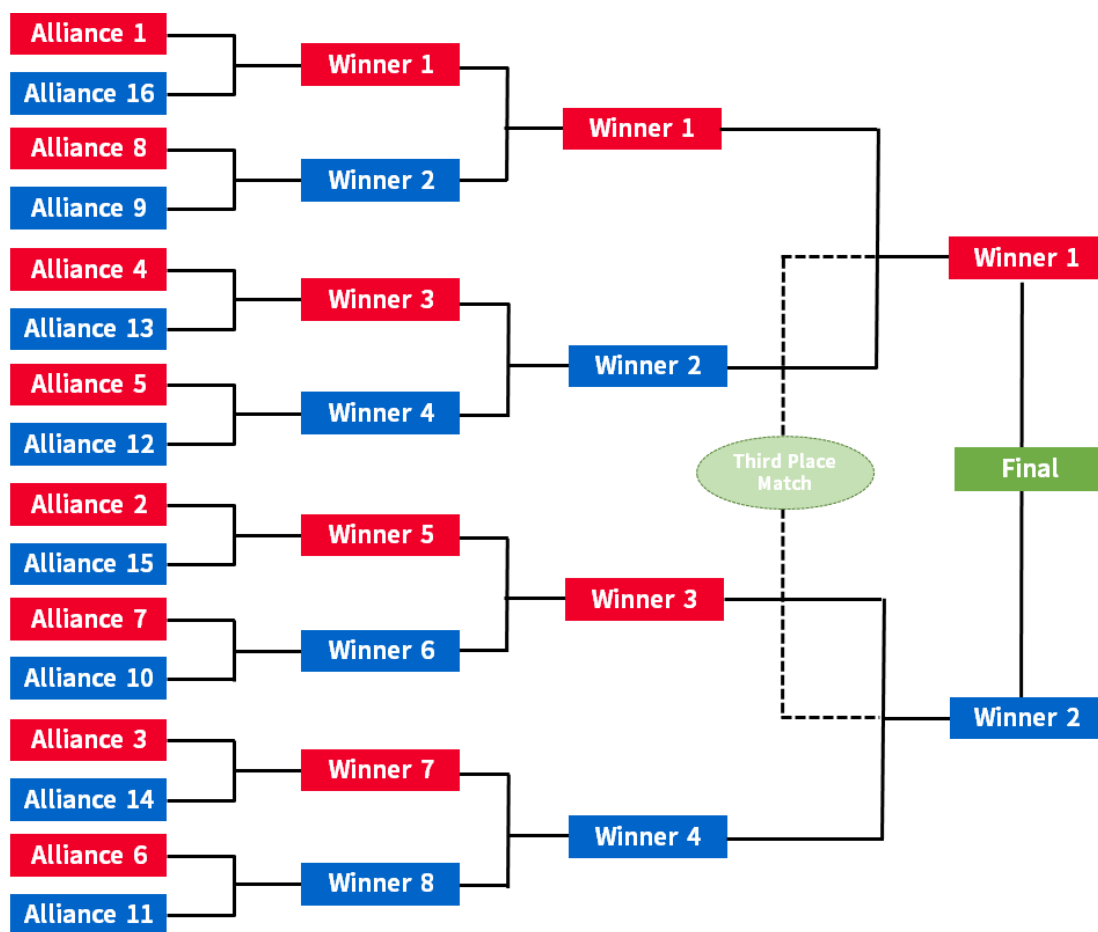 Alliance 1
Alliance 16
Alliance 8
Alliance 9
Alliance 4
Alliance 13
Alliance 5
Alliance 12
Alliance 2
Alliance 15
Alliance 7
Alliance 10
Alliance 3
Alliance 14
Alliance 6
Alliance 11
Winner 1
Winner 2
Winner 3
Winner 4
Winner 5
Winner 6
Winner 7
Winner 8
Winner 1
Winner 2
Winner 3
Winner 4
Third Place
Match
Winner 1
Final
Winner 2